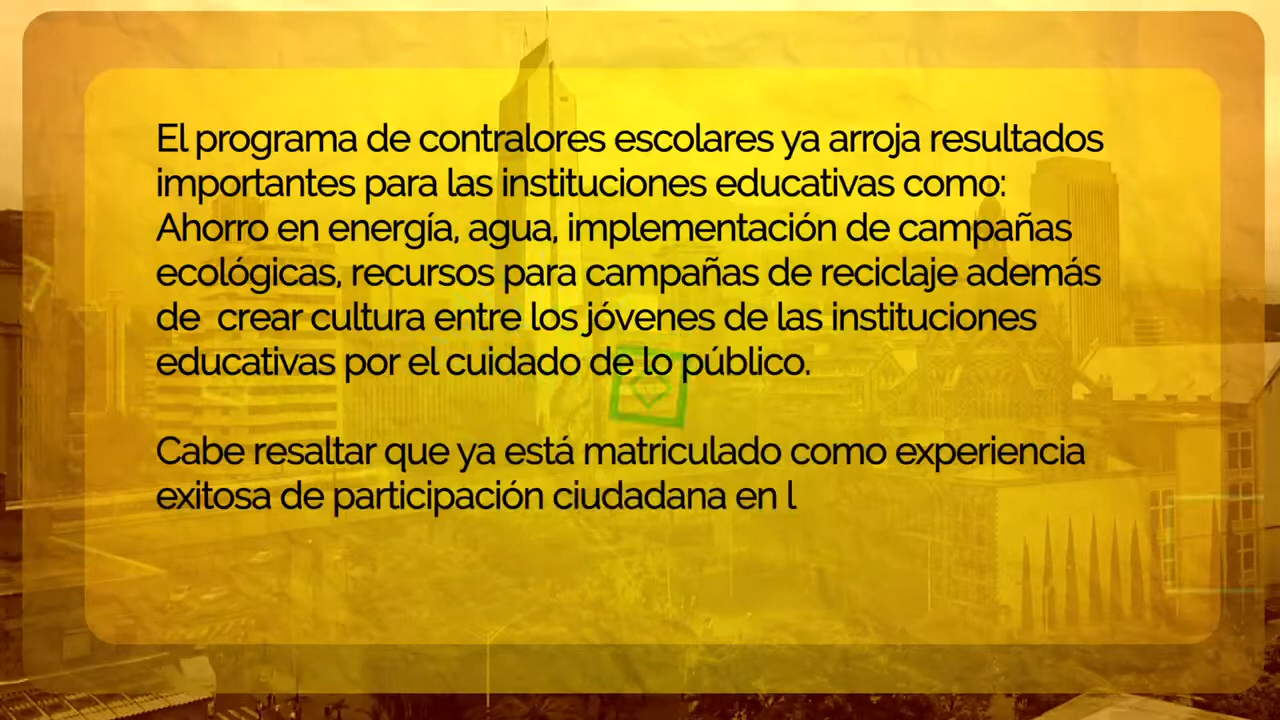 El programa de contralores escolares ya arroja resultados
importantes para las instituciones educativas como:
Ahorro en energía, agua, implementación de campañas
ecológicas, recursos para campañas de reciclaje además
de  crear cultura entre los jóvenes de las instituciones
educativas por el cuidado de lo público.

Cabe resaltar que ya está matriculado como experiencia
exitosa de participación ciudadana en l